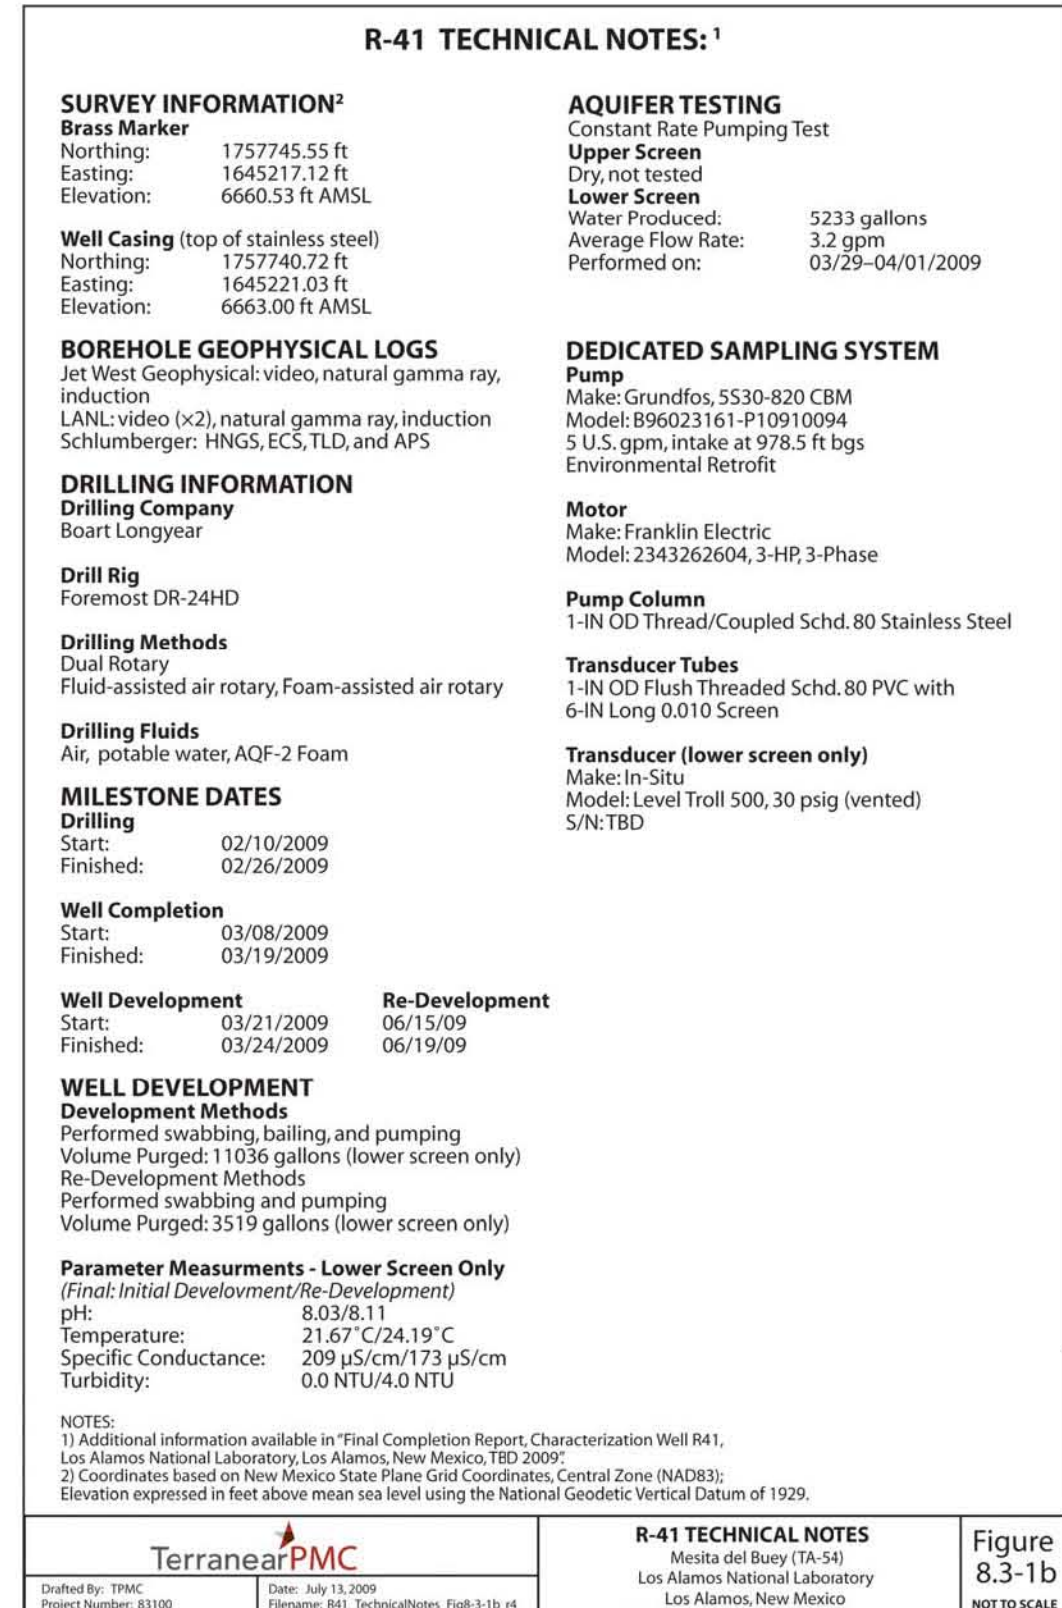 R-41 TECHNICAL NOTES: 1
SURVEY INFORMATION2
Brass Marker
Northing: 1757745.55 ft
Easting: 1645217.12 ft
Elevation: 6660.53 ft AMSL
Well Casing (top of stainless steel)
Northing: 1757740.72 ft
Easting: 1645221.03 ft
Elevation: 6663.00 ft AMSL
BOREHOLE GEOPHYSICAL LOGS
Jet West Geophysical: video, natural gamma ray,
induction
LANL: video (×2), natural gamma ray, induction
Schlumberger: HNGS, ECS, TLD, and APS
DRILLING INFORMATION
Drilling Company
Boart Longyear
Drill Rig
Foremost DR-24HD
Drilling Methods
Dual Rotary
Fluid-assisted air rotary, Foam-assisted air rotary
Drilling Fluids
Air, potable water, AQF-2 Foam
MILESTONE DATES
Drilling
Start: 02/10/2009
Finished: 02/26/2009
Well Completion
Start: 03/08/2009
Finished: 03/19/2009
Well Development Re-Development
Start: 03/21/2009 06/15/09
Finished: 03/24/2009 06/19/09
WELL DEVELOPMENT
Development Methods
Performed swabbing, bailing, and pumping
Volume Purged: 11036 gallons (lower screen only)
Re-Development Methods
Performed swabbing and pumping
Volume Purged: 3519 gallons (lower screen only)
Parameter Measurments - Lower Screen Only
(Final: Initial Develovment/Re-Development)
pH: 8.03/8.11
Temperature: 21.67˚C/24.19˚C
Specific Conductance: 209 µS/cm/173 µS/cm
Turbidity: 0.0 NTU/4.0 NTU
AQUIFER TESTING
Constant Rate Pumping Test
Upper Screen
Dry, not tested
Lower Screen
Water Produced: 5233 gallons
Average Flow Rate: 3.2 gpm
Performed on: 03/29–04/01/2009
DEDICATED SAMPLING SYSTEM
Pump
Make: Grundfos, 5S30-820 CBM
Model: B96023161-P10910094
5 U.S. gpm, intake at 978.5 ft bgs
Environmental Retrofit
Motor
Make: Franklin Electric
Model: 2343262604, 3-HP, 3-Phase
Pump Column
1-IN OD Thread/Coupled Schd. 80 Stainless Steel
Transducer Tubes
1-IN OD Flush Threaded Schd. 80 PVC with
6-IN Long 0.010 Screen
Transducer (lower screen only)
Make: In-Situ
Model: Level Troll 500, 30 psig (vented)
S/N: TBD
NOTES:
1) Additional information available in “Final Completion Report, Characterization Well R41,
Los Alamos National Laboratory, Los Alamos, New Mexico, TBD 2009”.
2) Coordinates based on New Mexico State Plane Grid Coordinates, Central Zone (NAD83);
Elevation expressed in feet above mean sea level using the National Geodetic Vertical Datum of 1929.
TerranearPMC
Drafted By: TPMC
Project Number: 83100
Date: July 13, 2009
Filename: R41_TechnicalNotes_Fig8-3-1b_r4
R-41 TECHNICAL NOTES
Mesita del Buey (TA-54)
Los Alamos National Laboratory
Los Alamos, New Mexico
Figure
8.3-1b
NOT TO SCALE